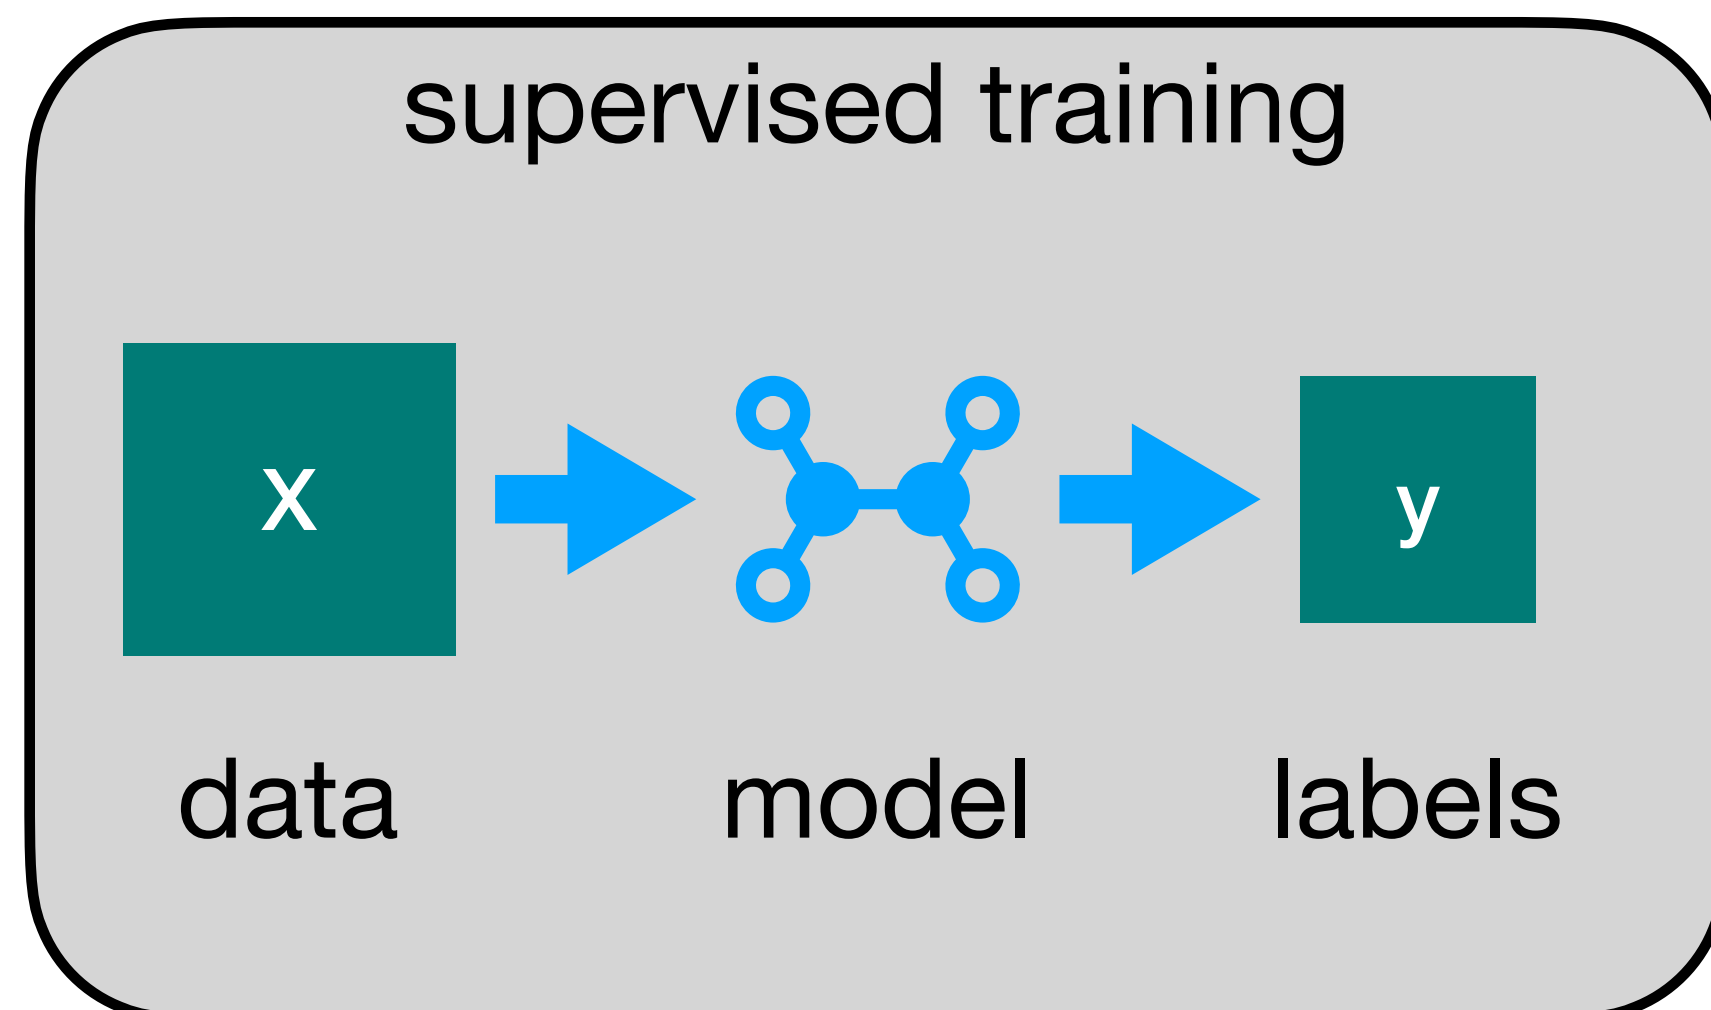 supervised training
X
y
data
model
labels